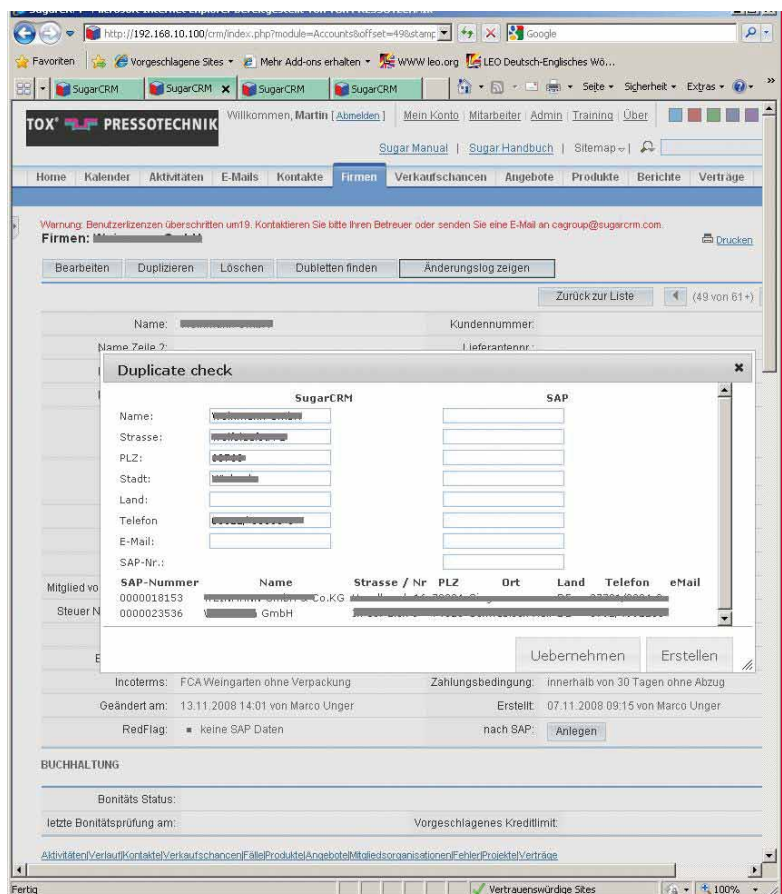 http://192.168.10.100/crm/index.php?module=Accounts&offset=49&stamp
Google
Favoriten Vorgeschlagene Sites Mehr Add-ons erhalten WWW leo.org LEO Deutsch-Englisches Wö...
SugarCRM SugarCRM SugarCRM SugarCRM Seite Sicherheit Extras
TOX® PRESSOTECHNIK
Willkommen, Martin [Abmelden] Mein Konto | Mitarbeiter | Admin | Training | Über
Sugar Manual | Sugar Handbuch | Sitemap
Home Kalender Aktivitäten E-Mails Kontakte Firmen Verkaufschancen Angebote Produkte Berichte Verträge
Warnung: Benutzerlizenzen überschritten um19. Kontaktieren Sie bitte Ihren Betreuer oder senden Sie eine E-Mail an cagroup@sugarcrm.com.
Firmen:
Drucken
Bearbeiten Duplizieren Löschen Dubletten finden Änderungslog zeigen
Zurück zur Liste (49 von 61+)
Name: Kundennummer:
Name Zeile 2: Lieferantennr.:
Duplicate check
SugarCRM SAP
Name:
Strasse:
PLZ:
Stadt:
Land:
Telefon
E-Mail:
SAP-Nr.:
SAP-Nummer Name Strasse / Nr PLZ Ort Land Telefon eMail
0000018153 Co.KG
0000023536 GmbH
Mitglied vo
Steuer N
Uebernehmen Erstellen
Incoterms: FCA Weingarten ohne Verpackung Zahlungsbedingung: innerhalb von 30 Tagen ohne Abzug
Geändert am: 13.11.2008 14:01 von Marco Unger Erstellt: 07.11.2008 09:15 von Marco Unger
RedFlag: ▪ keine SAP Daten nach SAP: Anlegen
BUCHHALTUNG
Bonitäts Status:
letzte Bonitätsprüfung am: Vorgeschlagenes Kreditlimit:
Aktivitäten|Verlauf|Kontakte|Verkaufschancen|Fälle|Produkte|Angebote|Mitgliedsorganisationen|Fehler|Projekte|Verträge
Fertig Vertrauenswürdige Sites 100%